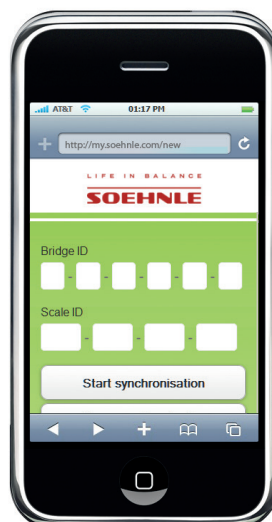 AT&T 01:17 PM
http://my.soehnle.com/new
LIFE IN BALANCE
SOEHNLE
Bridge ID
- - - - -
Scale ID
- - -
Start synchronisation